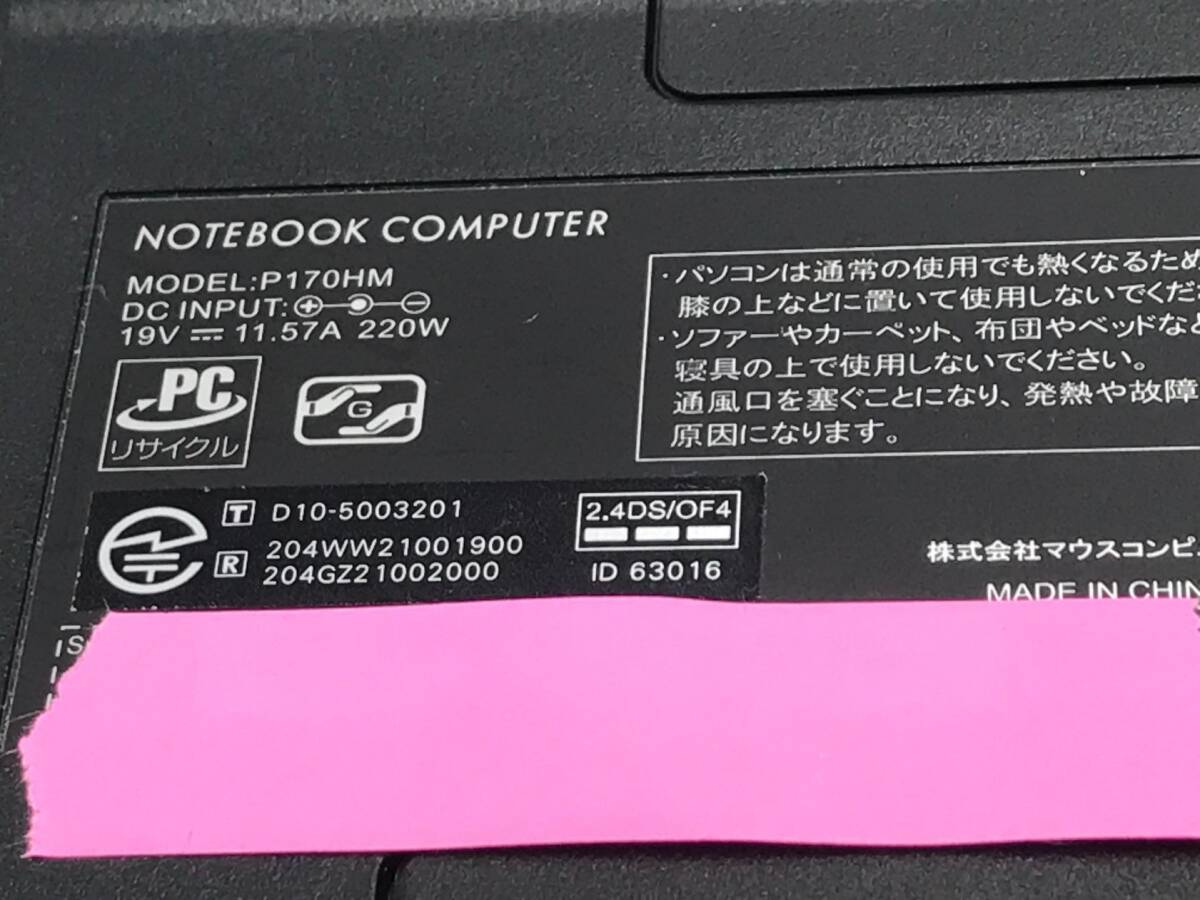 NOTEBOOK COMPUTER
MODEL:P170HM
DC INPUT:
19V 11.57A 220W
PC
リサイクル
G
・パソコンは通常の使用でも熱くなるため
膝の上などに置いて使用しないでくだ
・ソファーやカーペット、布団やベッドなど
寝具の上で使用しないでください。
通風口を塞ぐことになり、発熱や故障
原因になります。
T D10-5003201
R 204WW21001900
204GZ21002000
2.4DS/OF4
ID 63016
株式会社マウスコンピ
MADE IN CHIN